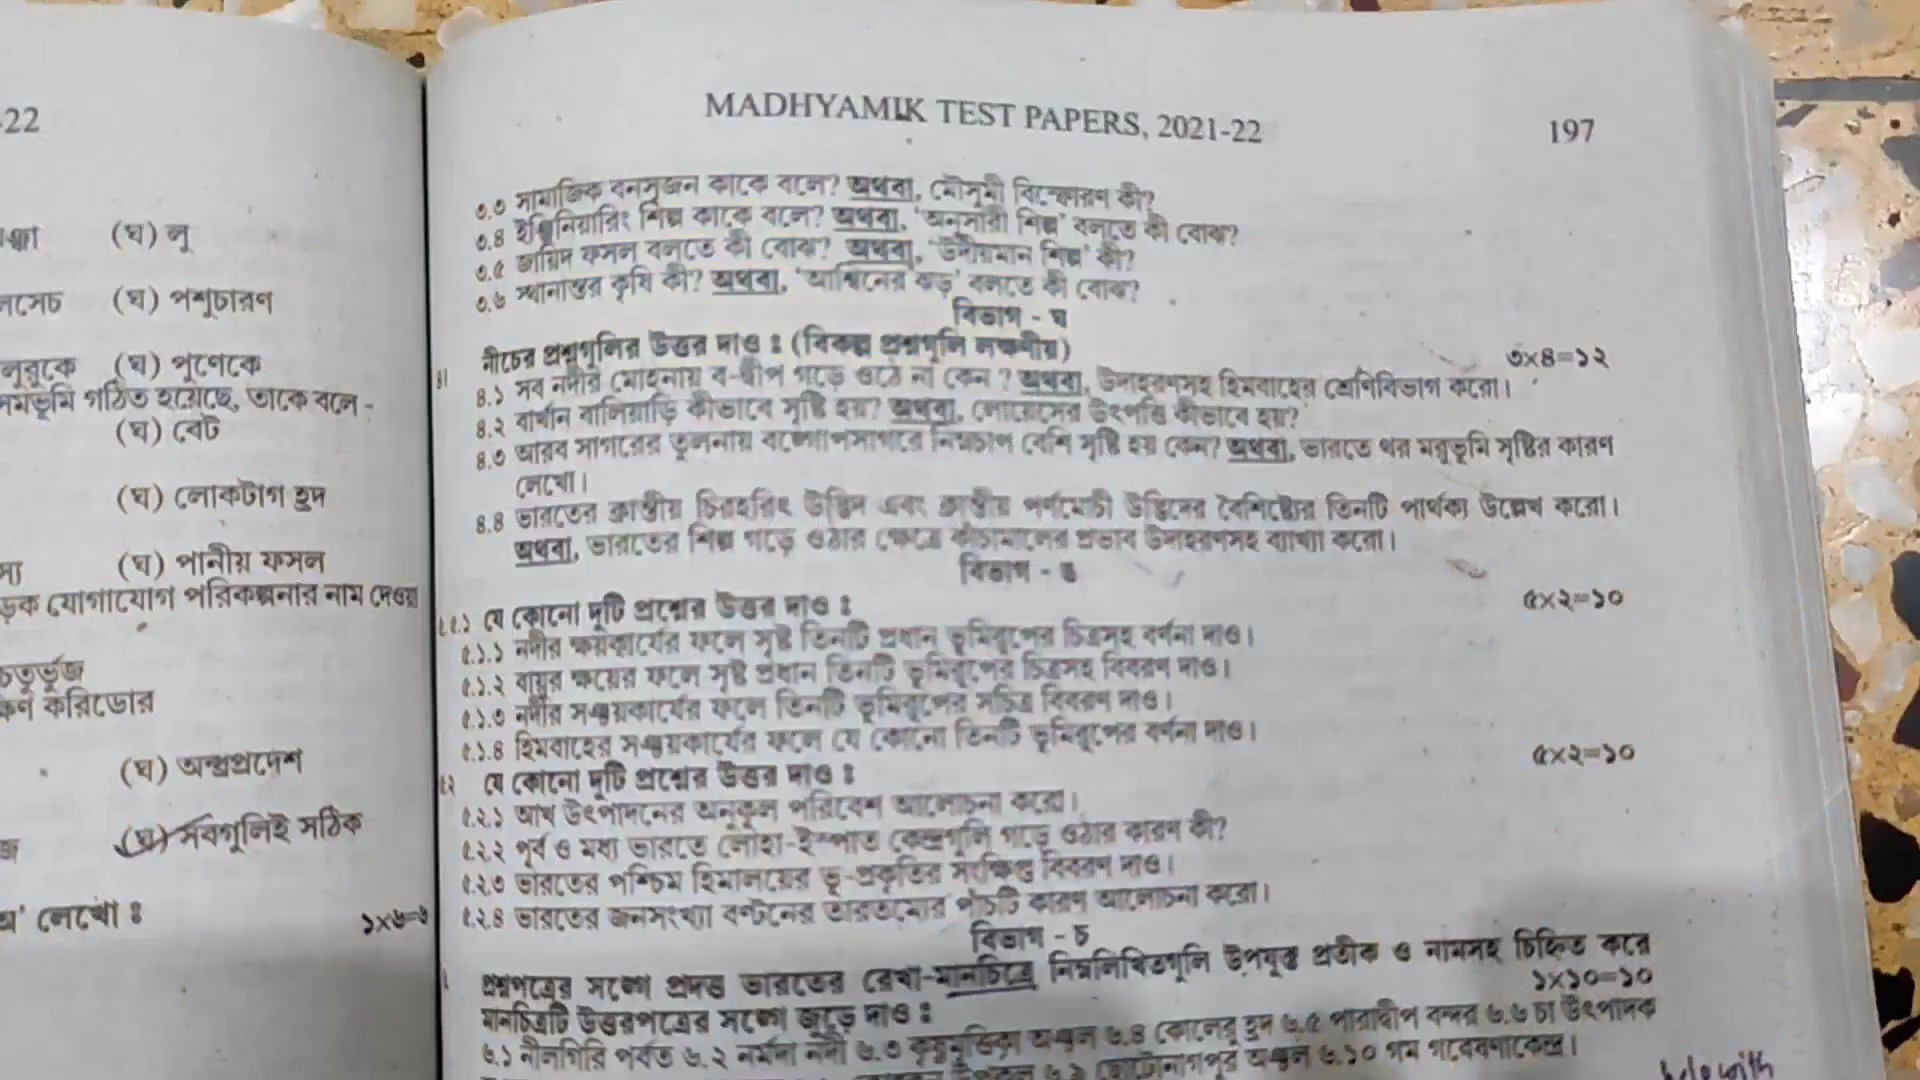 -22
(ঘ) লু
(ঘ) পশুচারণ
(ঘ) পুণেকে
গঠিত হয়েছে, তাকে বলে -
(ঘ) বেট
(ঘ) লোকটাগ হ্রদ
(ঘ) পানীয় ফসল
যোগাযোগ পরিকল্পনার নাম দেওয়া
চতুর্ভুজ
করিডোর
(ঘ) অন্ধ্রপ্রদেশ
(ঘ) সবগুলিই সঠিক
লেখো ঃ ১x৬=৬
MADHYAMIK TEST PAPERS, 2021-22 197
৩.৩ সামাজিক বনসৃজন কাকে বলে? অথবা, মৌসুমী বিস্ফোরণ কী?
৩.৪ ইঞ্জিনিয়ারিং শিল্প কাকে বলে? অথবা, 'অনুসারী শিল্প' বলতে কী বোঝ?
৩.৫ জায়িদ ফসল বলতে কী বোঝ? অথবা, 'উদীয়মান শিল্প' কী?
৩.৬ স্থানান্তর কৃষি কী? অথবা, 'আশ্বিনের ঝড়' বলতে কী বোঝ?
বিভাগ - ঘ
৪। নীচের প্রশ্নগুলির উত্তর দাও ঃ (বিকল্প প্রশ্নগুলি লক্ষণীয়) ৩x৪=১২
৪.১ সব নদীর মোহনায় ব-দ্বীপ গড়ে ওঠে না কেন ? অথবা, উদাহরণসহ হিমবাহের শ্রেণিবিভাগ করো।
৪.২ বার্খান বালিয়াড়ি কীভাবে সৃষ্টি হয়? অথবা, লোয়েসের উৎপত্তি কীভাবে হয়?
৪.৩ আরব সাগরের তুলনায় বঙ্গোপসাগরে নিম্নচাপ বেশি সৃষ্টি হয় কেন? অথবা, ভারতে থর মরুভূমি সৃষ্টির কারণ
লেখো।
৪.৪ ভারতের ক্রান্তীয় চিরহরিৎ উদ্ভিদ এবং ক্রান্তীয় পর্ণমোচী উদ্ভিদের বৈশিষ্ট্যের তিনটি পার্থক্য উল্লেখ করো।
অথবা, ভারতের শিল্প গড়ে ওঠার ক্ষেত্রে কাঁচামালের প্রভাব উদাহরণসহ ব্যাখ্যা করো।
বিভাগ - ঙ
৫.১ যে কোনো দুটি প্রশ্নের উত্তর দাও ঃ ৫x২=১০
৫.১.১ নদীর ক্ষয়কার্যের ফলে সৃষ্ট তিনটি প্রধান ভূমিরূপের চিত্রসহ বর্ণনা দাও।
৫.১.২ বায়ুর ক্ষয়ের ফলে সৃষ্ট প্রধান তিনটি ভূমিরূপের চিত্রসহ বিবরণ দাও।
৫.১.৩ নদীর সঞ্চয়কার্যের ফলে তিনটি ভূমিরূপের সচিত্র বিবরণ দাও।
৫.১.৪ হিমবাহের সঞ্চয়কার্যের ফলে যে কোনো তিনটি ভূমিরূপের বর্ণনা দাও।
৫.২ যে কোনো দুটি প্রশ্নের উত্তর দাও ঃ ৫x২=১০
৫.২.১ আখ উৎপাদনের অনুকূল পরিবেশ আলোচনা করো।
৫.২.২ পূর্ব ও মধ্য ভারতে লোহা-ইস্পাত কেন্দ্রগুলি গড়ে ওঠার কারণ কী?
৫.২.৩ ভারতের পশ্চিম হিমালয়ের ভূ-প্রকৃতির সংক্ষিপ্ত বিবরণ দাও।
৫.২.৪ ভারতের জনসংখ্যা বণ্টনের তারতম্যের পাঁচটি কারণ আলোচনা করো।
বিভাগ - চ
প্রশ্নপত্রের সঙ্গে প্রদত্ত ভারতের রেখা-মানচিত্রে নিম্নলিখিতগুলি উপযুক্ত প্রতীক ও নামসহ চিহ্নিত করে
মানচিত্রটি উত্তরপত্রের সঙ্গে জুড়ে দাও ঃ ১x১০=১০
৬.১ নীলগিরি পর্বত ৬.২ নর্মদা নদী ৬.৩ কৃষ্ণমৃত্তিকা অঞ্চল ৬.৪ কোলেরু হ্রদ ৬.৫ পারাদ্বীপ বন্দর ৬.৬ চা উৎপাদক
উপকূল ৬.৯ ছোটোনাগপুর অঞ্চল ৬.১০ গম গবেষণাকেন্দ্র।
with